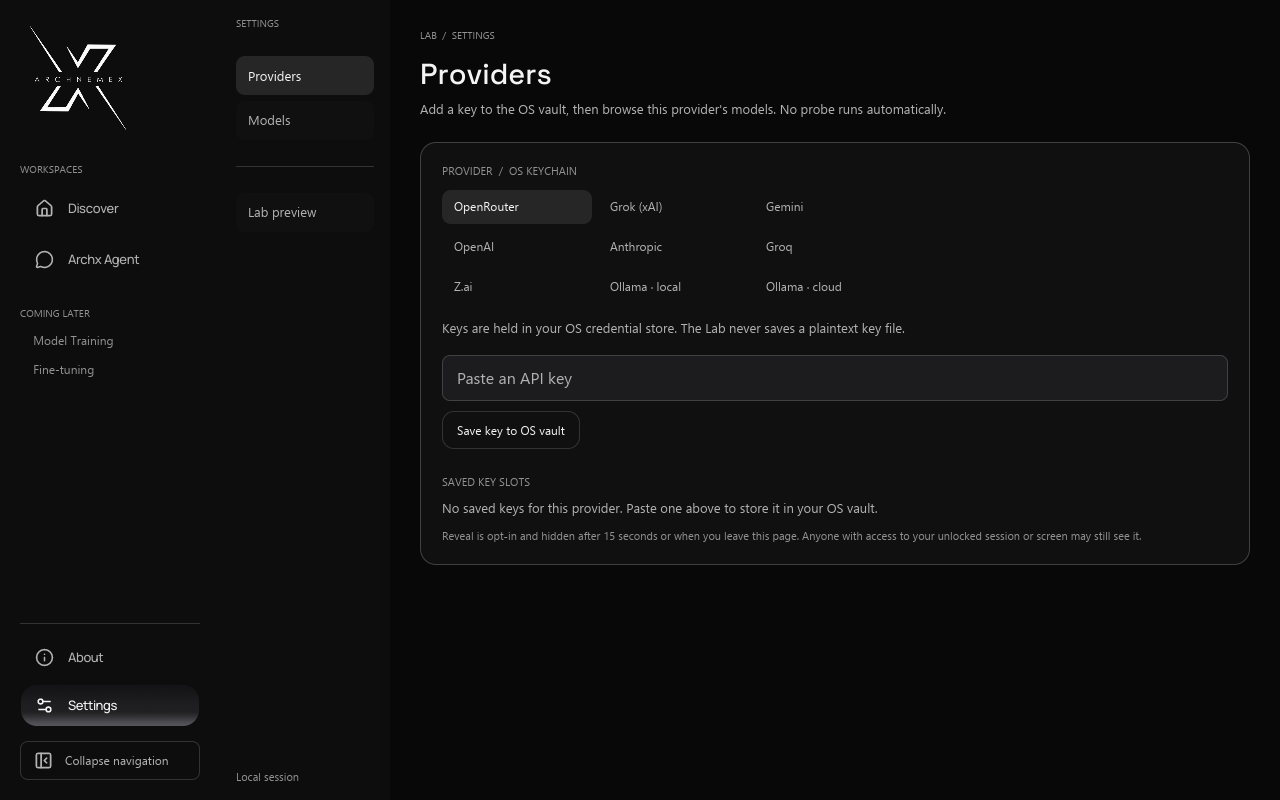 ARCHNEMEX
WORKSPACES
Discover
Archx Agent
COMING LATER
Model Training
Fine-tuning
About
Settings
Collapse navigation
SETTINGS
Providers
Models
Lab preview
Local session
LAB / SETTINGS
Providers
Add a key to the OS vault, then browse this provider's models. No probe runs automatically.
PROVIDER / OS KEYCHAIN
OpenRouter Grok (xAI) Gemini
OpenAI Anthropic Groq
Z.ai Ollama · local Ollama · cloud
Keys are held in your OS credential store. The Lab never saves a plaintext key file.
Paste an API key
Save key to OS vault
SAVED KEY SLOTS
No saved keys for this provider. Paste one above to store it in your OS vault.
Reveal is opt-in and hidden after 15 seconds or when you leave this page. Anyone with access to your unlocked session or screen may still see it.